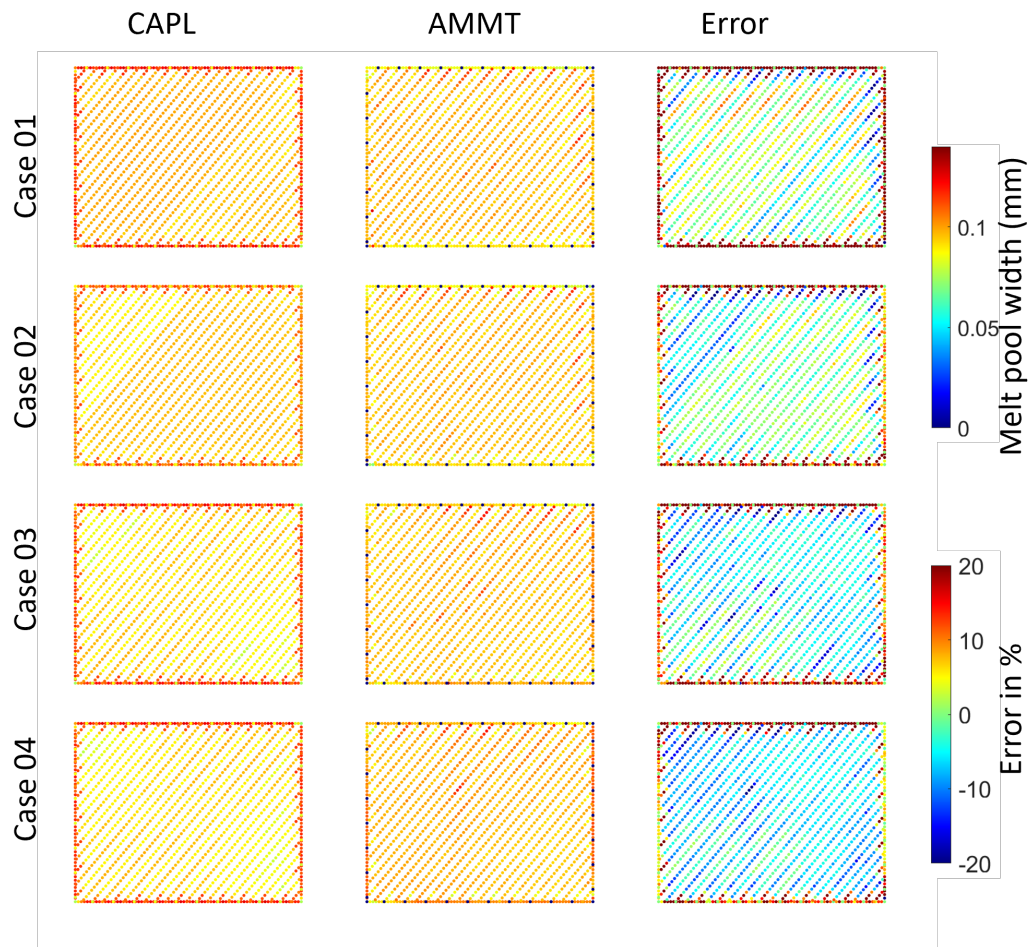 CAPL AMMT Error
Case 01
Case 02
Case 03
Case 04
0.1
0.05
0
Melt pool width (mm)
20
10
0
-10
-20
Error in %